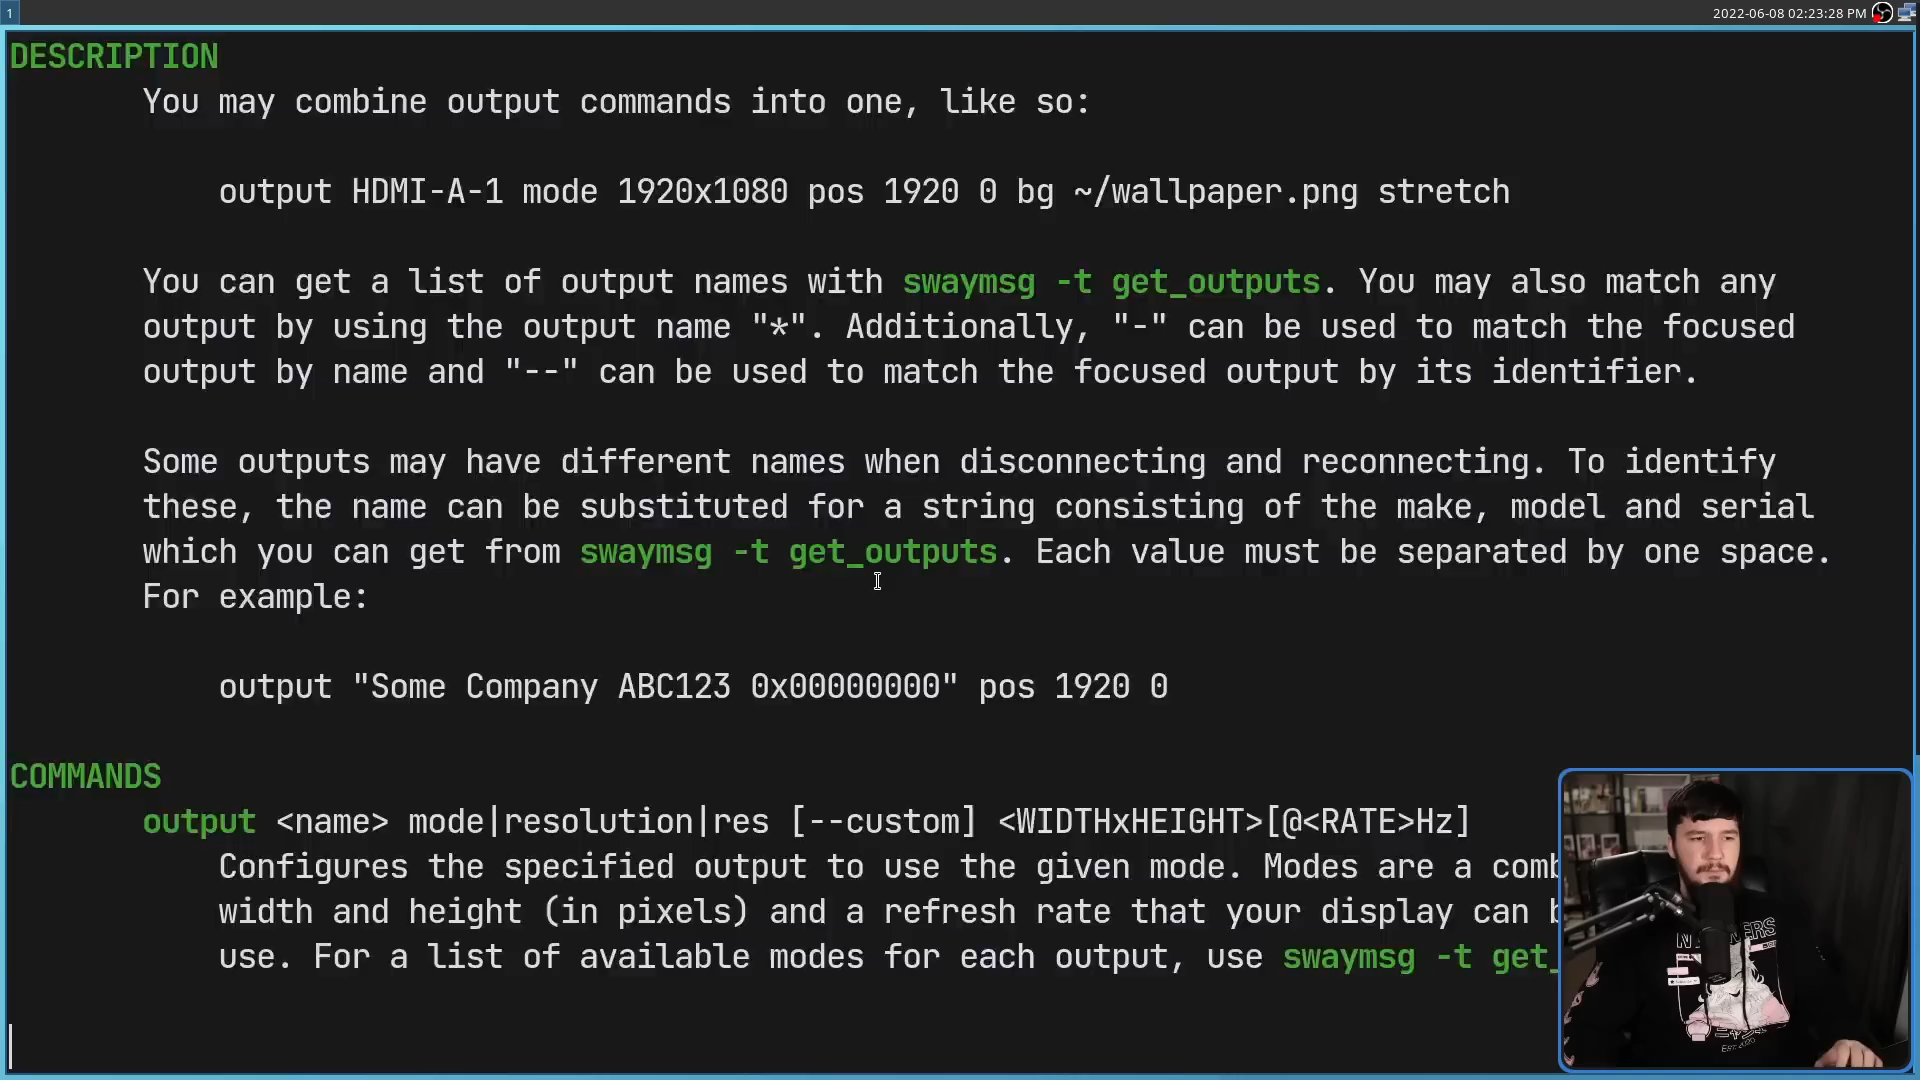 1
2022-06-08 02:23:28 PM
DESCRIPTION
You may combine output commands into one, like so:
output HDMI-A-1 mode 1920x1080 pos 1920 0 bg ~/wallpaper.png stretch
You can get a list of output names with swaymsg -t get_outputs. You may also match any
output by using the output name "*". Additionally, "-" can be used to match the focused
output by name and "--" can be used to match the focused output by its identifier.
Some outputs may have different names when disconnecting and reconnecting. To identify
these, the name can be substituted for a string consisting of the make, model and serial
which you can get from swaymsg -t get_outputs. Each value must be separated by one space.
For example:
output "Some Company ABC123 0x00000000" pos 1920 0
COMMANDS
output <name> mode|resolution|res [--custom] <WIDTHxHEIGHT>[@<RATE>Hz]
Configures the specified output to use the given mode. Modes are a comb
width and height (in pixels) and a refresh rate that your display can b
use. For a list of available modes for each output, use swaymsg -t get_